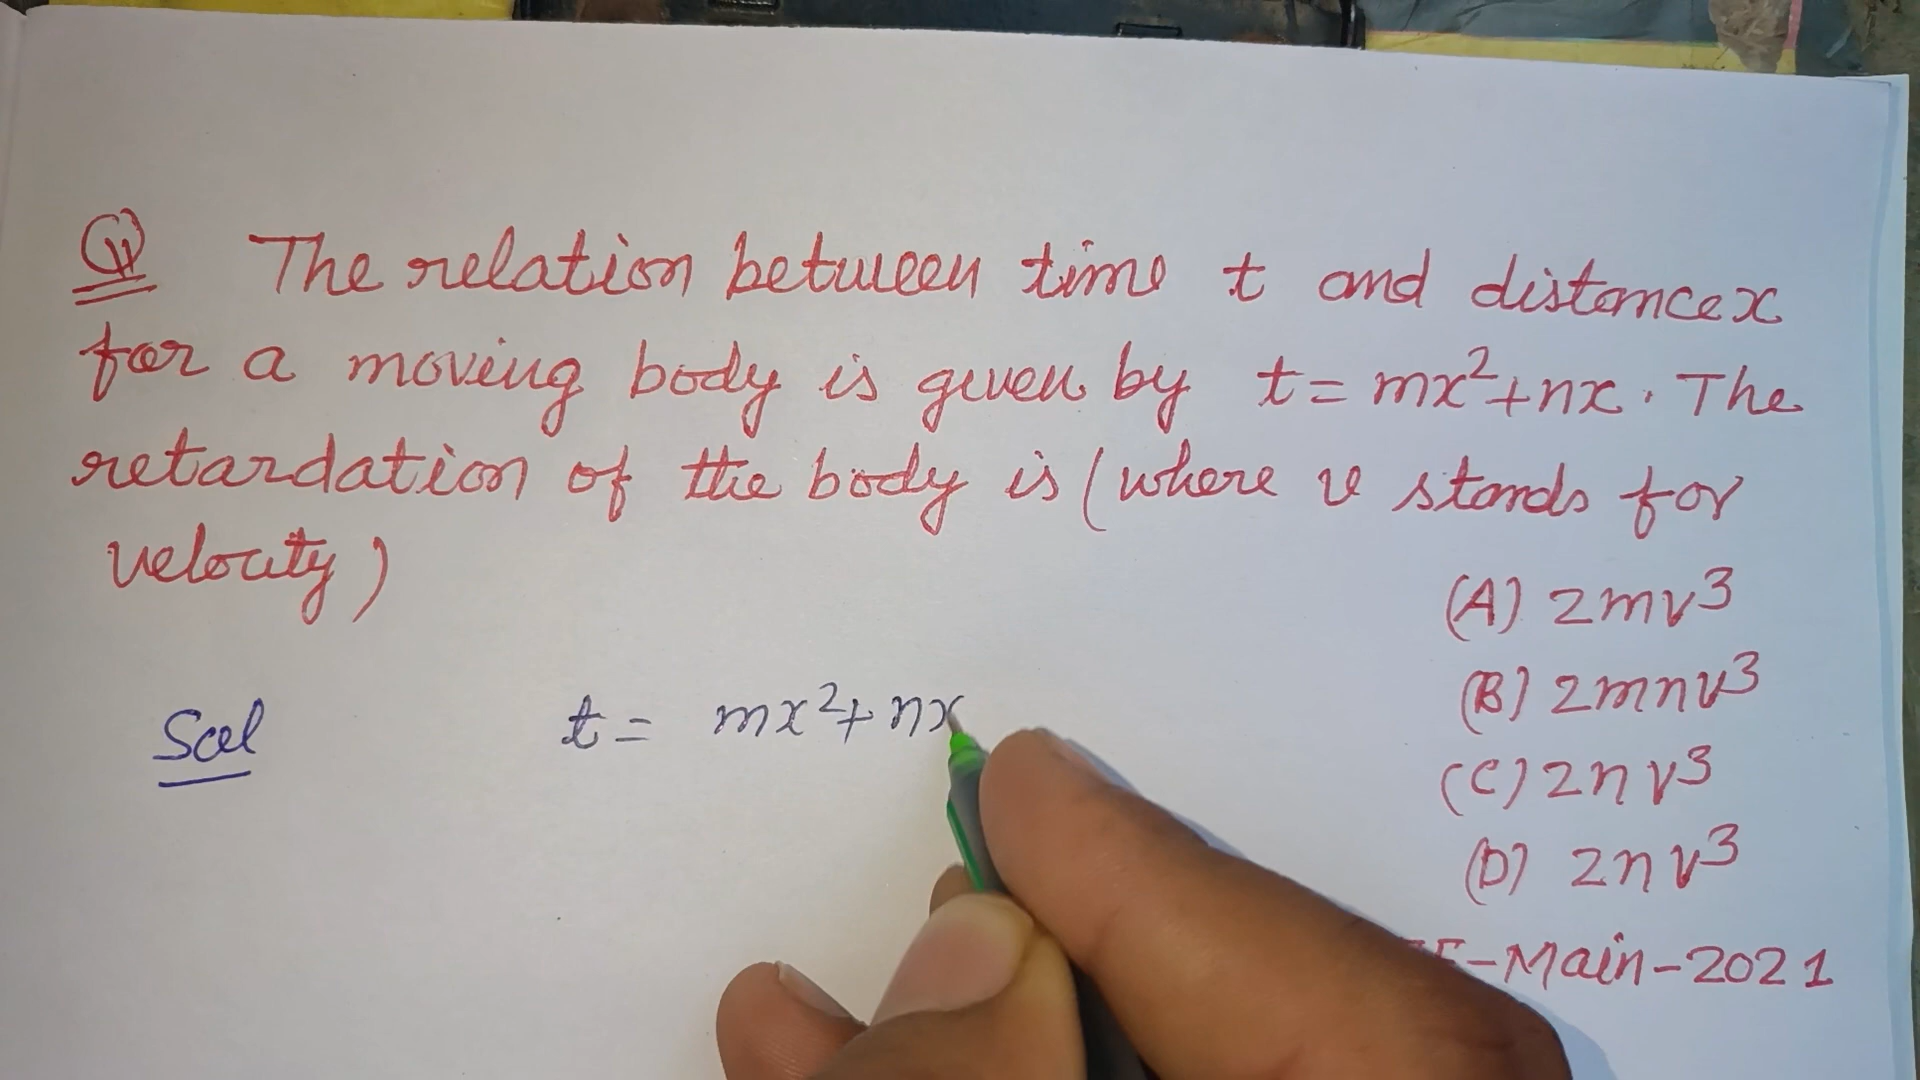 Q The relation between time t and distance x
for a moving body is given by t = mx²+nx. The
retardation of the body is (where v stands for
velocity)
(A) 2mv³
(B) 2mnv³
(C) 2nv³
(D) 2nv³
Sol t = mx²+nx
-Main-2021